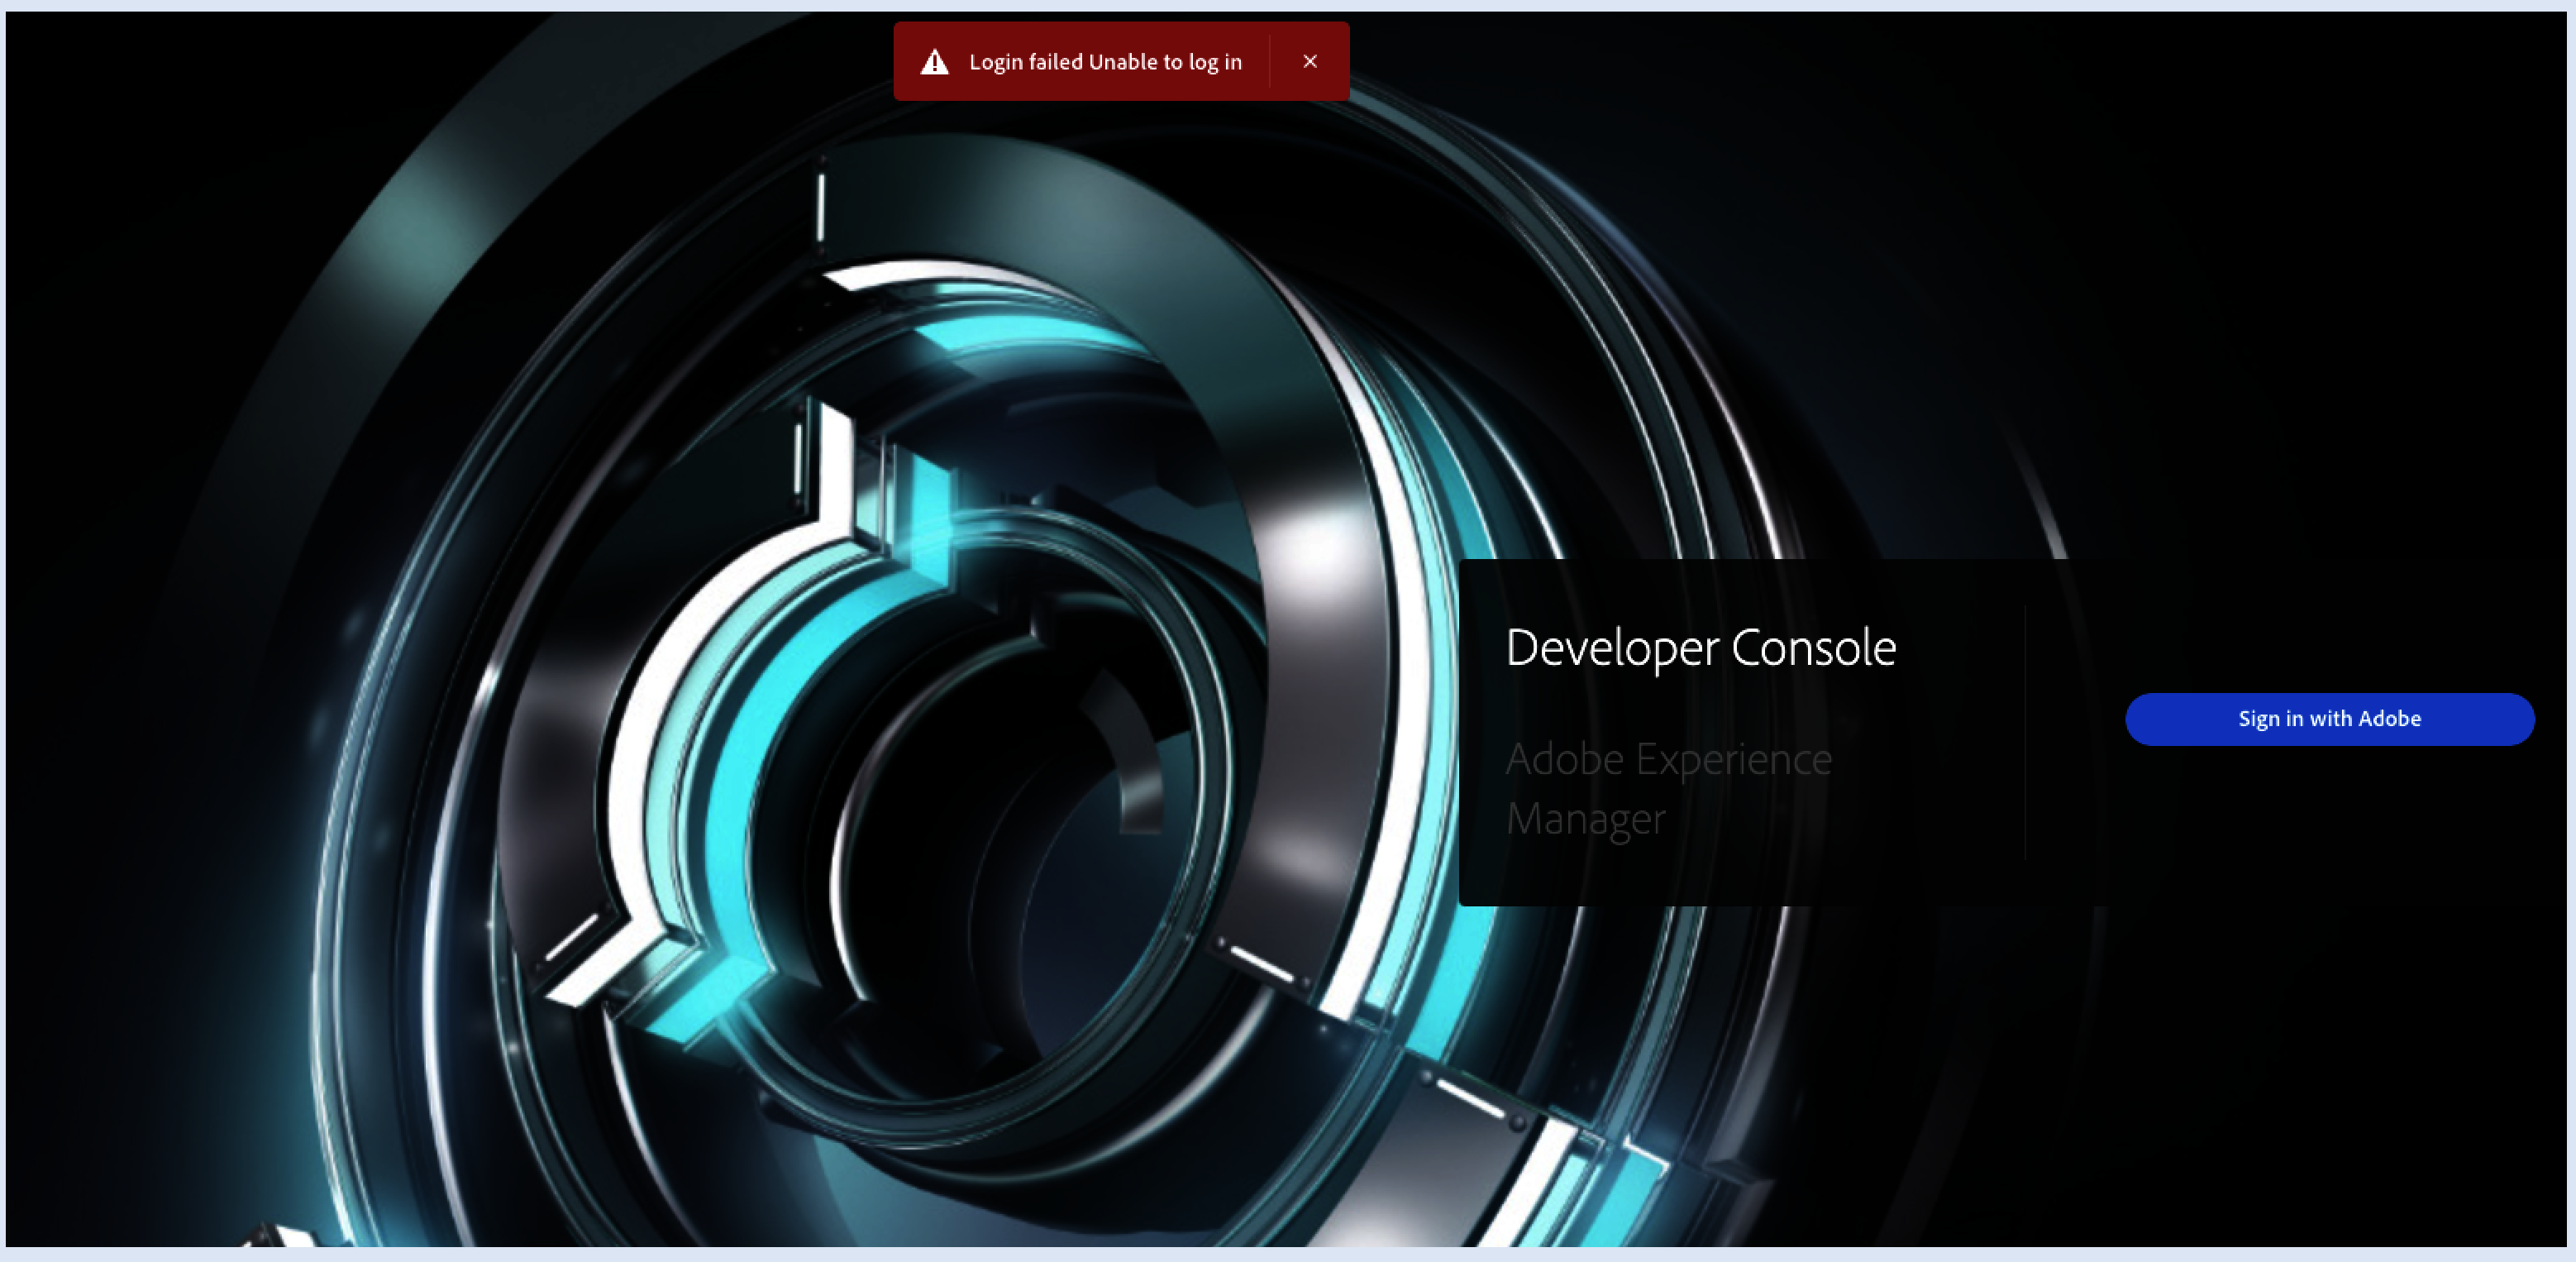 Login failed Unable to log in
Developer Console
Adobe Experience
Manager
Sign in with Adobe